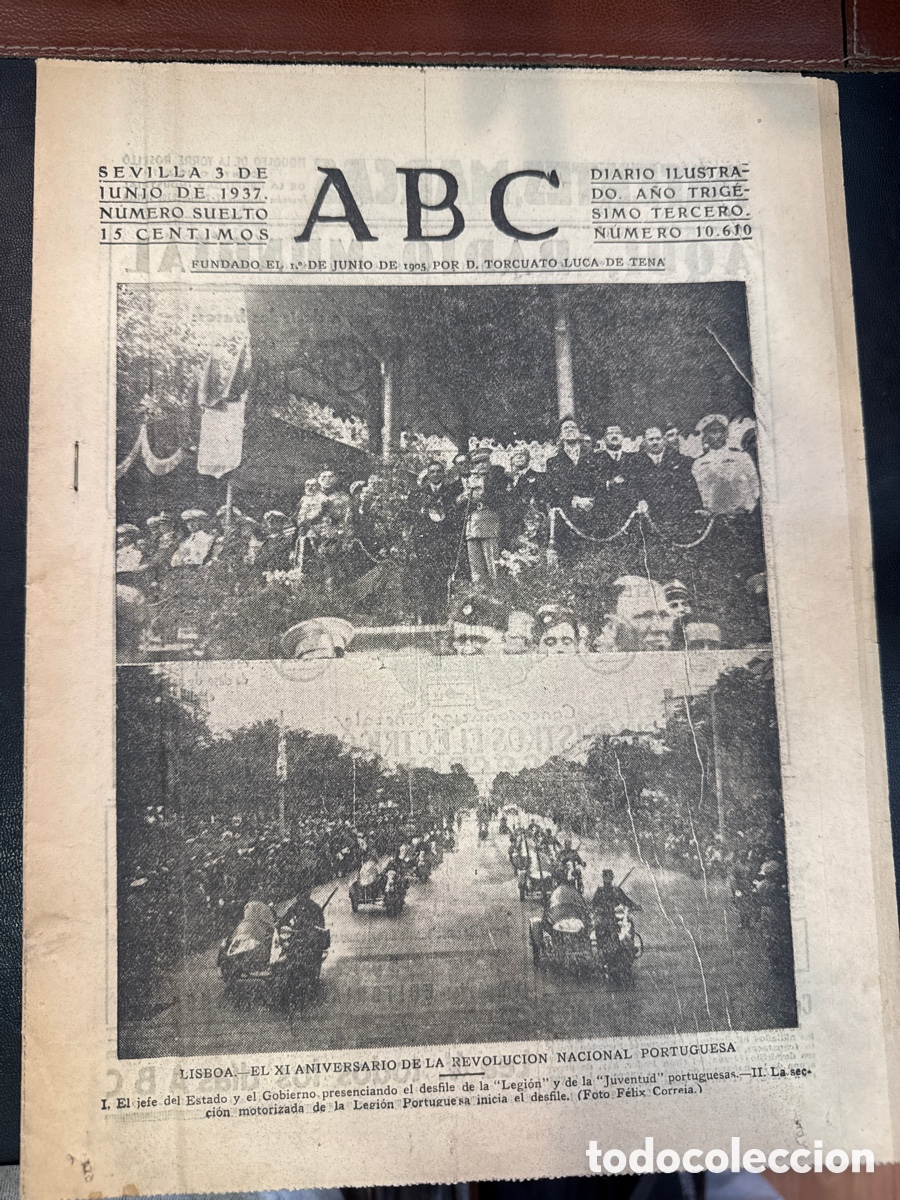 SEVILLA 3 DE
JUNIO DE 1937.
NÚMERO SUELTO
15 CENTIMOS
ABC
DIARIO ILUSTRA-
DO. AÑO TRIGÉ-
SIMO TERCERO.
NÚMERO 10.610
FUNDADO EL 1.º DE JUNIO DE 1905 POR D. TORCUATO LUCA DE TENA
LISBOA.—EL XI ANIVERSARIO DE LA REVOLUCION NACIONAL PORTUGUESA
I. El jefe del Estado y el Gobierno presenciando el desfile de la "Legión" y de la "Juventud" portuguesas.—II. La sec-
ción motorizada de la Legión Portuguesa inicia el desfile. (Foto Félix Correia.)
todocoleccion